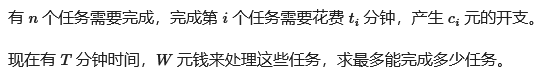 有 n 个任务需要完成，完成第 i 个任务需要花费 tᵢ 分钟，产生 cᵢ 元的开支。
现在有 T 分钟时间，W 元钱来处理这些任务，求最多能完成多少任务。